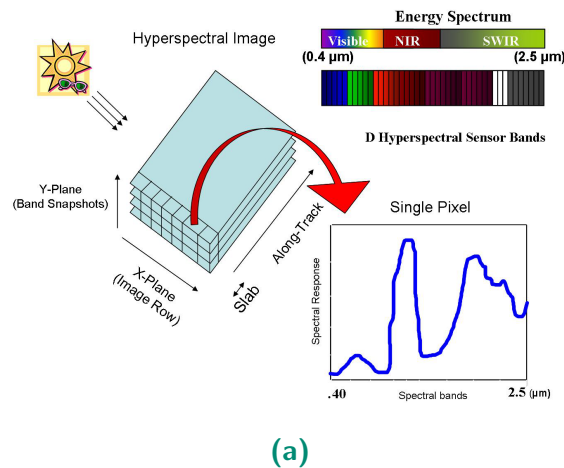 Energy Spectrum
Hyperspectral Image
Visible NIR SWIR
(0.4 µm) (2.5 µm)
D Hyperspectral Sensor Bands
Y-Plane
(Band Snapshots)
Along-Track
X-Plane
(Image Row)
Slab
Single Pixel
Spectral Response
.40 Spectral bands 2.5 (µm)
(a)